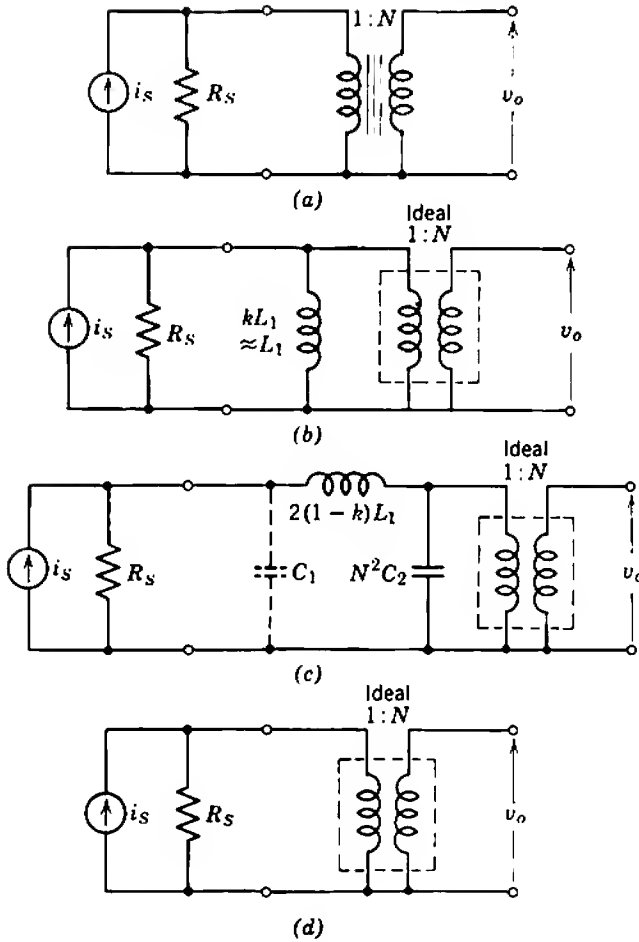 1:N
i_S
R_S
v_o
(a)
Ideal
1:N
i_S
R_S
kL_1
≈L_1
v_o
(b)
Ideal
1:N
2(1 - k)L_1
i_S
R_S
C_1
N^2C_2
v_o
(c)
Ideal
1:N
i_S
R_S
v_o
(d)